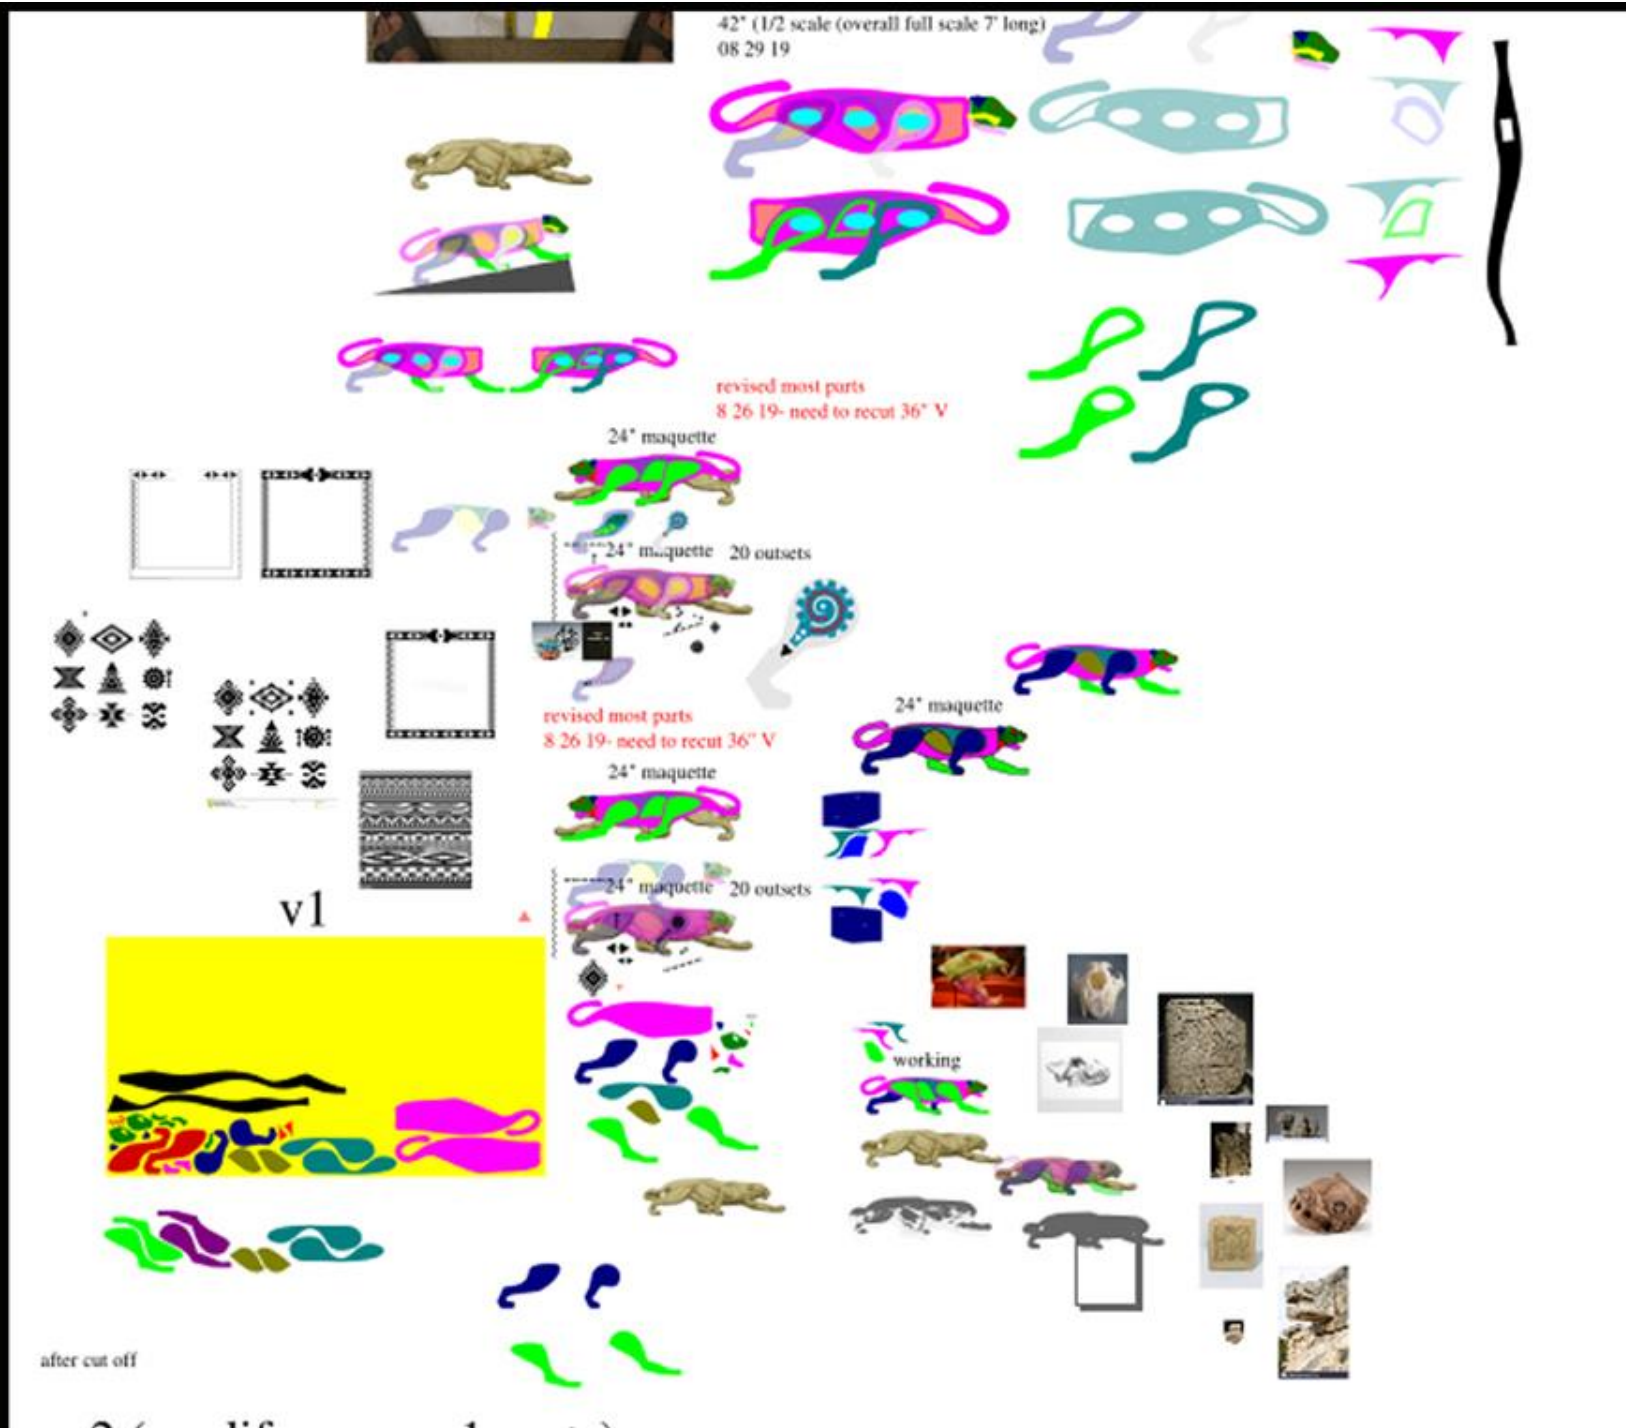 42" (1/2 scale (overall full scale 7' long)
08 29 19
revised most parts
8 26 19- need to recut 36" V
24" maquette
24" maquette 20 outsets
revised most parts
8 26 19- need to recut 36" V
24" maquette
24" maquette
24" maquette 20 outsets
v1
working
after cut off